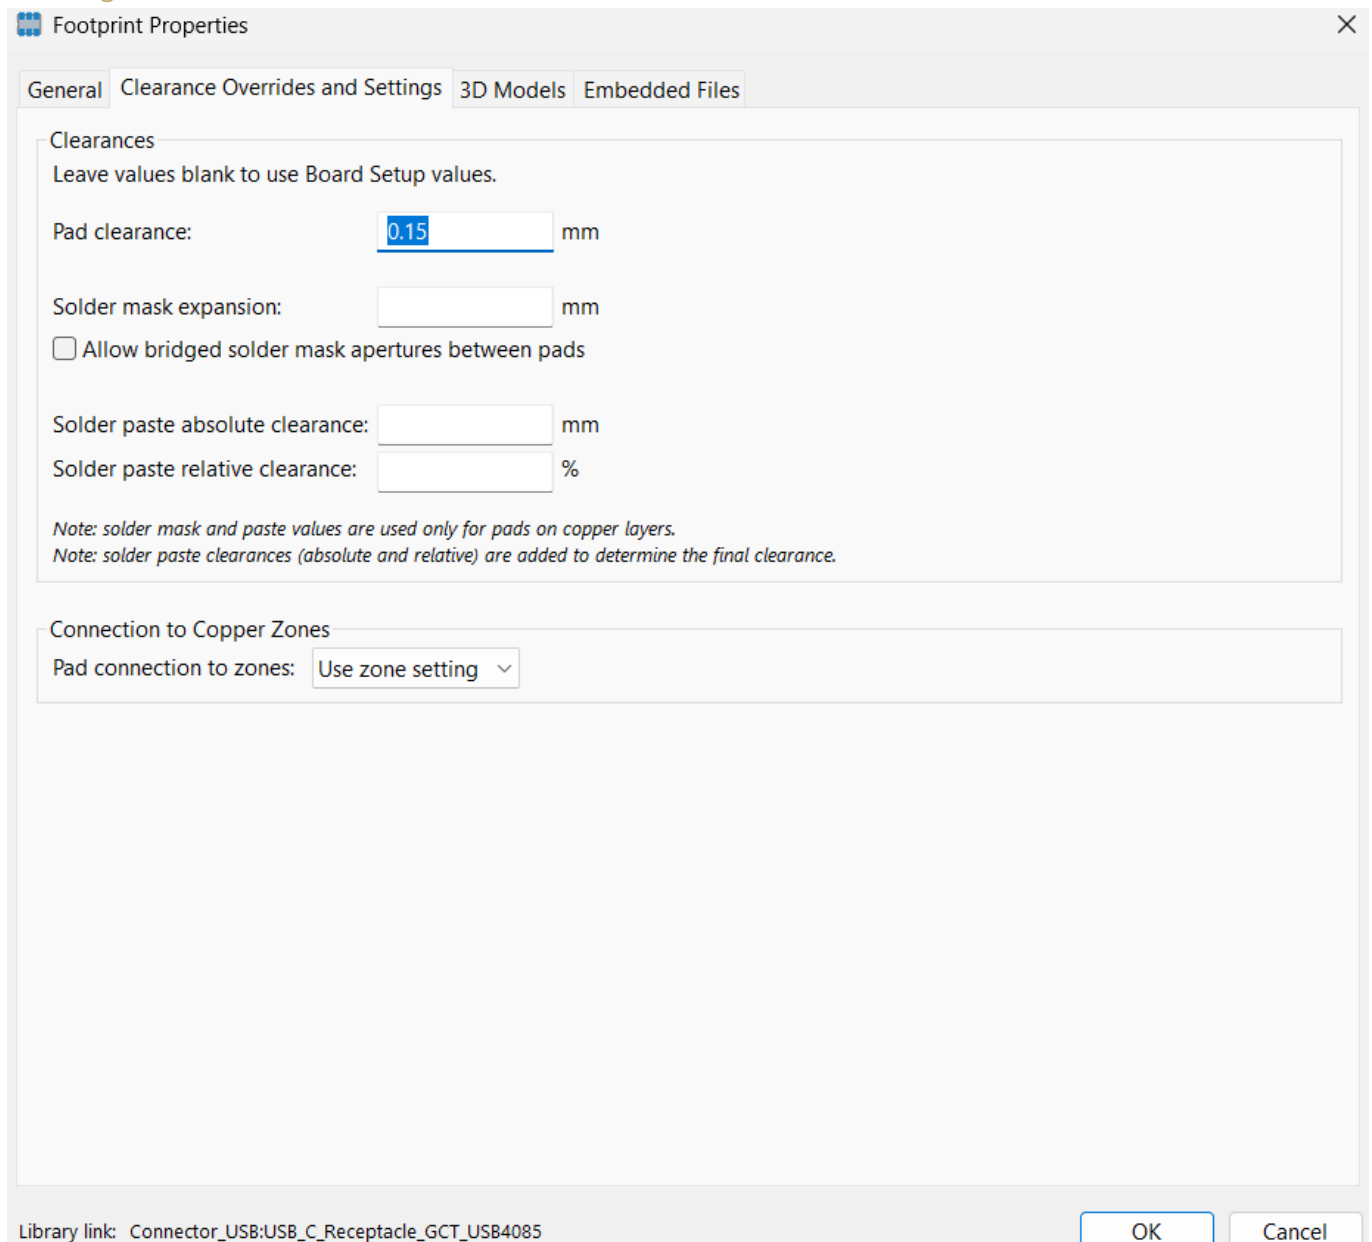 Footprint Properties
General Clearance Overrides and Settings 3D Models Embedded Files
Clearances
Leave values blank to use Board Setup values.
Pad clearance: 0.15 mm
Solder mask expansion: mm
Allow bridged solder mask apertures between pads
Solder paste absolute clearance: mm
Solder paste relative clearance: %
Note: solder mask and paste values are used only for pads on copper layers.
Note: solder paste clearances (absolute and relative) are added to determine the final clearance.
Connection to Copper Zones
Pad connection to zones: Use zone setting
Library link: Connector_USB:USB_C_Receptacle_GCT_USB4085 OK Cancel